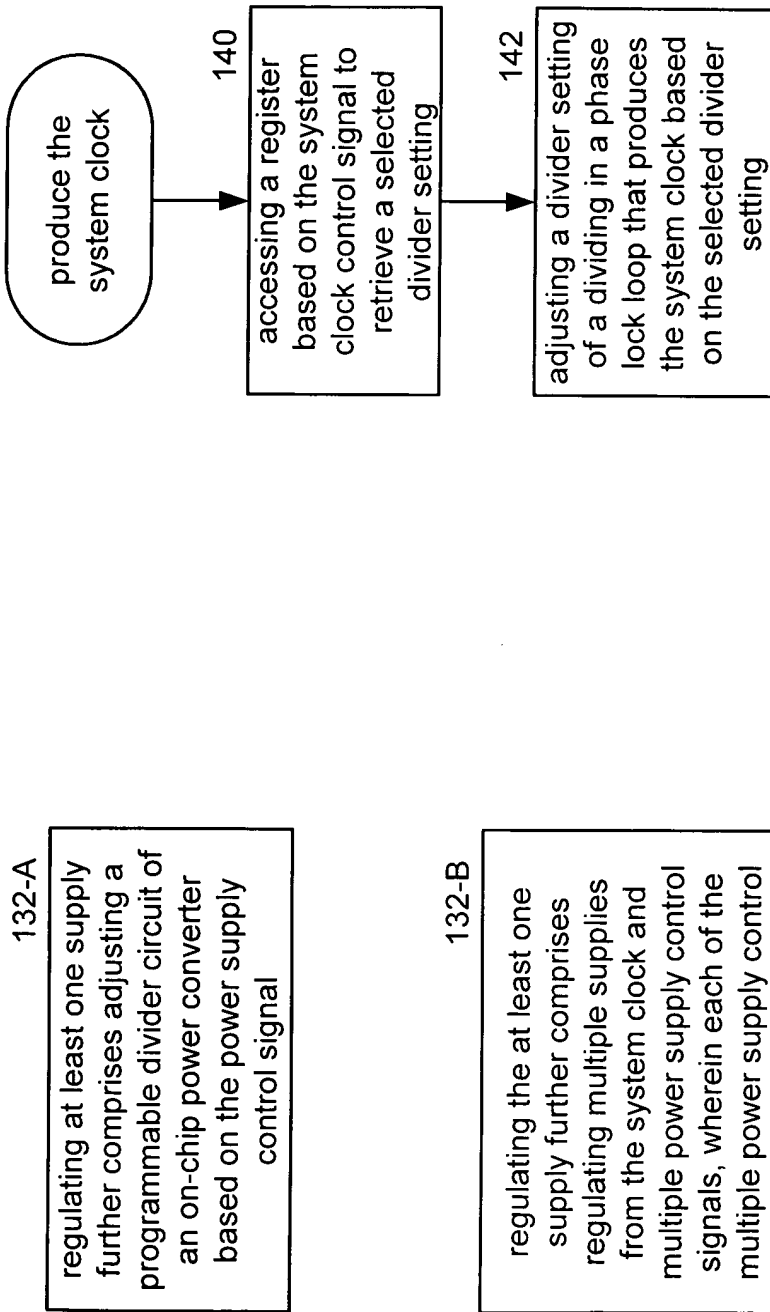 produce the
system clock
140
accessing a register
based on the system
clock control signal to
retrieve a selected
divider setting
142
adjusting a divider setting
of a dividing in a phase
lock loop that produces
the system clock based
on the selected divider
setting
132-A
regulating at least one supply
further comprises adjusting a
programmable divider circuit of
an on-chip power converter
based on the power supply
control signal
132-B
regulating the at least one
supply further comprises
regulating multiple supplies
from the system clock and
multiple power supply control
signals, wherein each of the
multiple power supply control